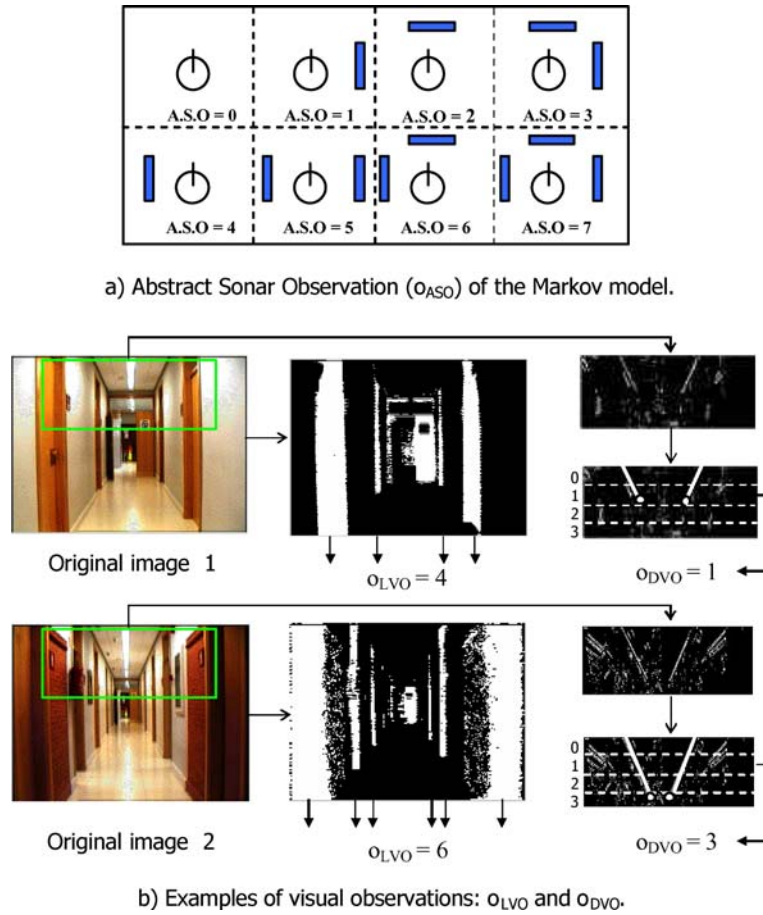 A.S.O = 0
A.S.O = 1
A.S.O = 2
A.S.O = 3
A.S.O = 4
A.S.O = 5
A.S.O = 6
A.S.O = 7
a) Abstract Sonar Observation (oASO) of the Markov model.
0
1
2
3
Original image 1
oLVO = 4
oDVO = 1
0
1
2
3
Original image 2
oLVO = 6
oDVO = 3
b) Examples of visual observations: oLVO and oDVO.